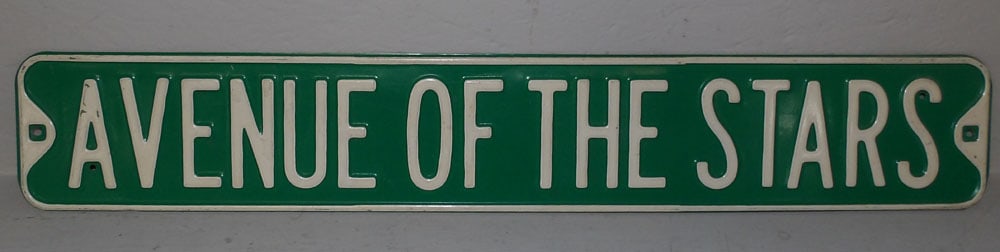 AVENUE OF THE STARS